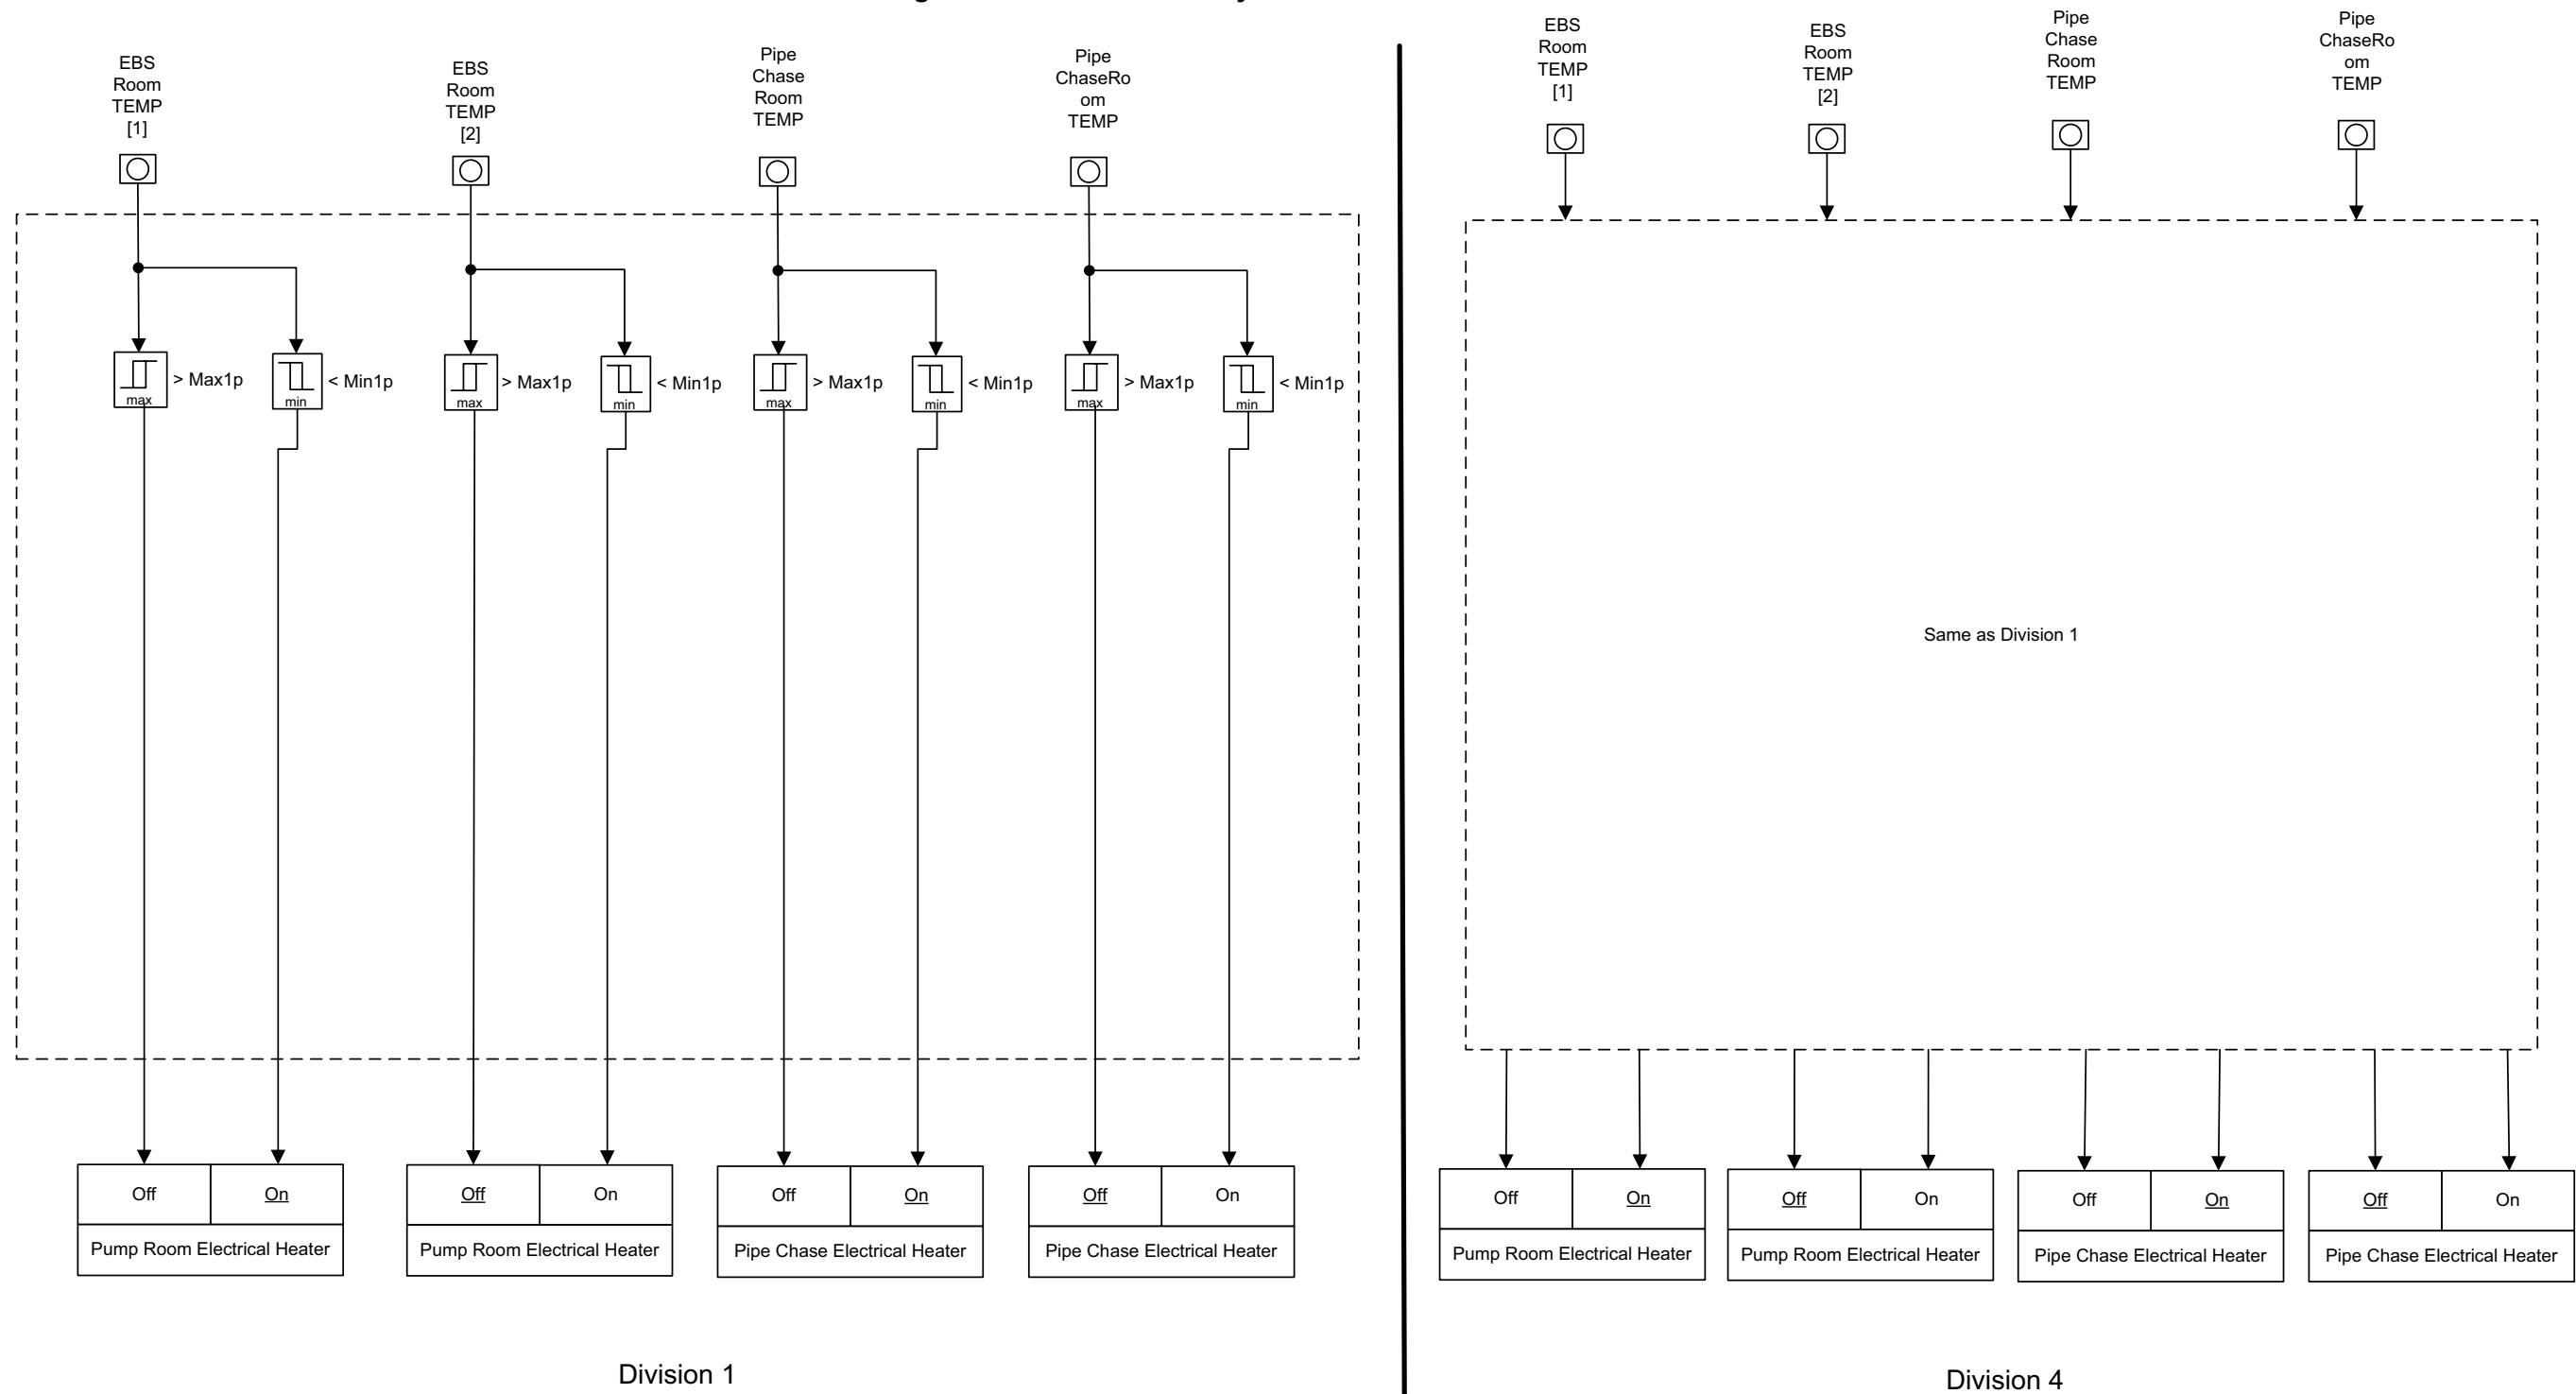 EBS
Room
TEMP
[1]
EBS
Room
TEMP
[2]
Pipe
Chase
Room
TEMP
Pipe
ChaseRo
om
TEMP
EBS
Room
TEMP
[1]
EBS
Room
TEMP
[2]
Pipe
Chase
Room
TEMP
Pipe
ChaseRo
om
TEMP
max
> Max1p
min
< Min1p
max
> Max1p
min
< Min1p
max
> Max1p
min
< Min1p
max
> Max1p
min
< Min1p
Same as Division 1
Off On
Pump Room Electrical Heater
Off On
Pump Room Electrical Heater
Off On
Pipe Chase Electrical Heater
Off On
Pipe Chase Electrical Heater
Off On
Pump Room Electrical Heater
Off On
Pump Room Electrical Heater
Off On
Pipe Chase Electrical Heater
Off On
Pipe Chase Electrical Heater
Division 1
Division 4